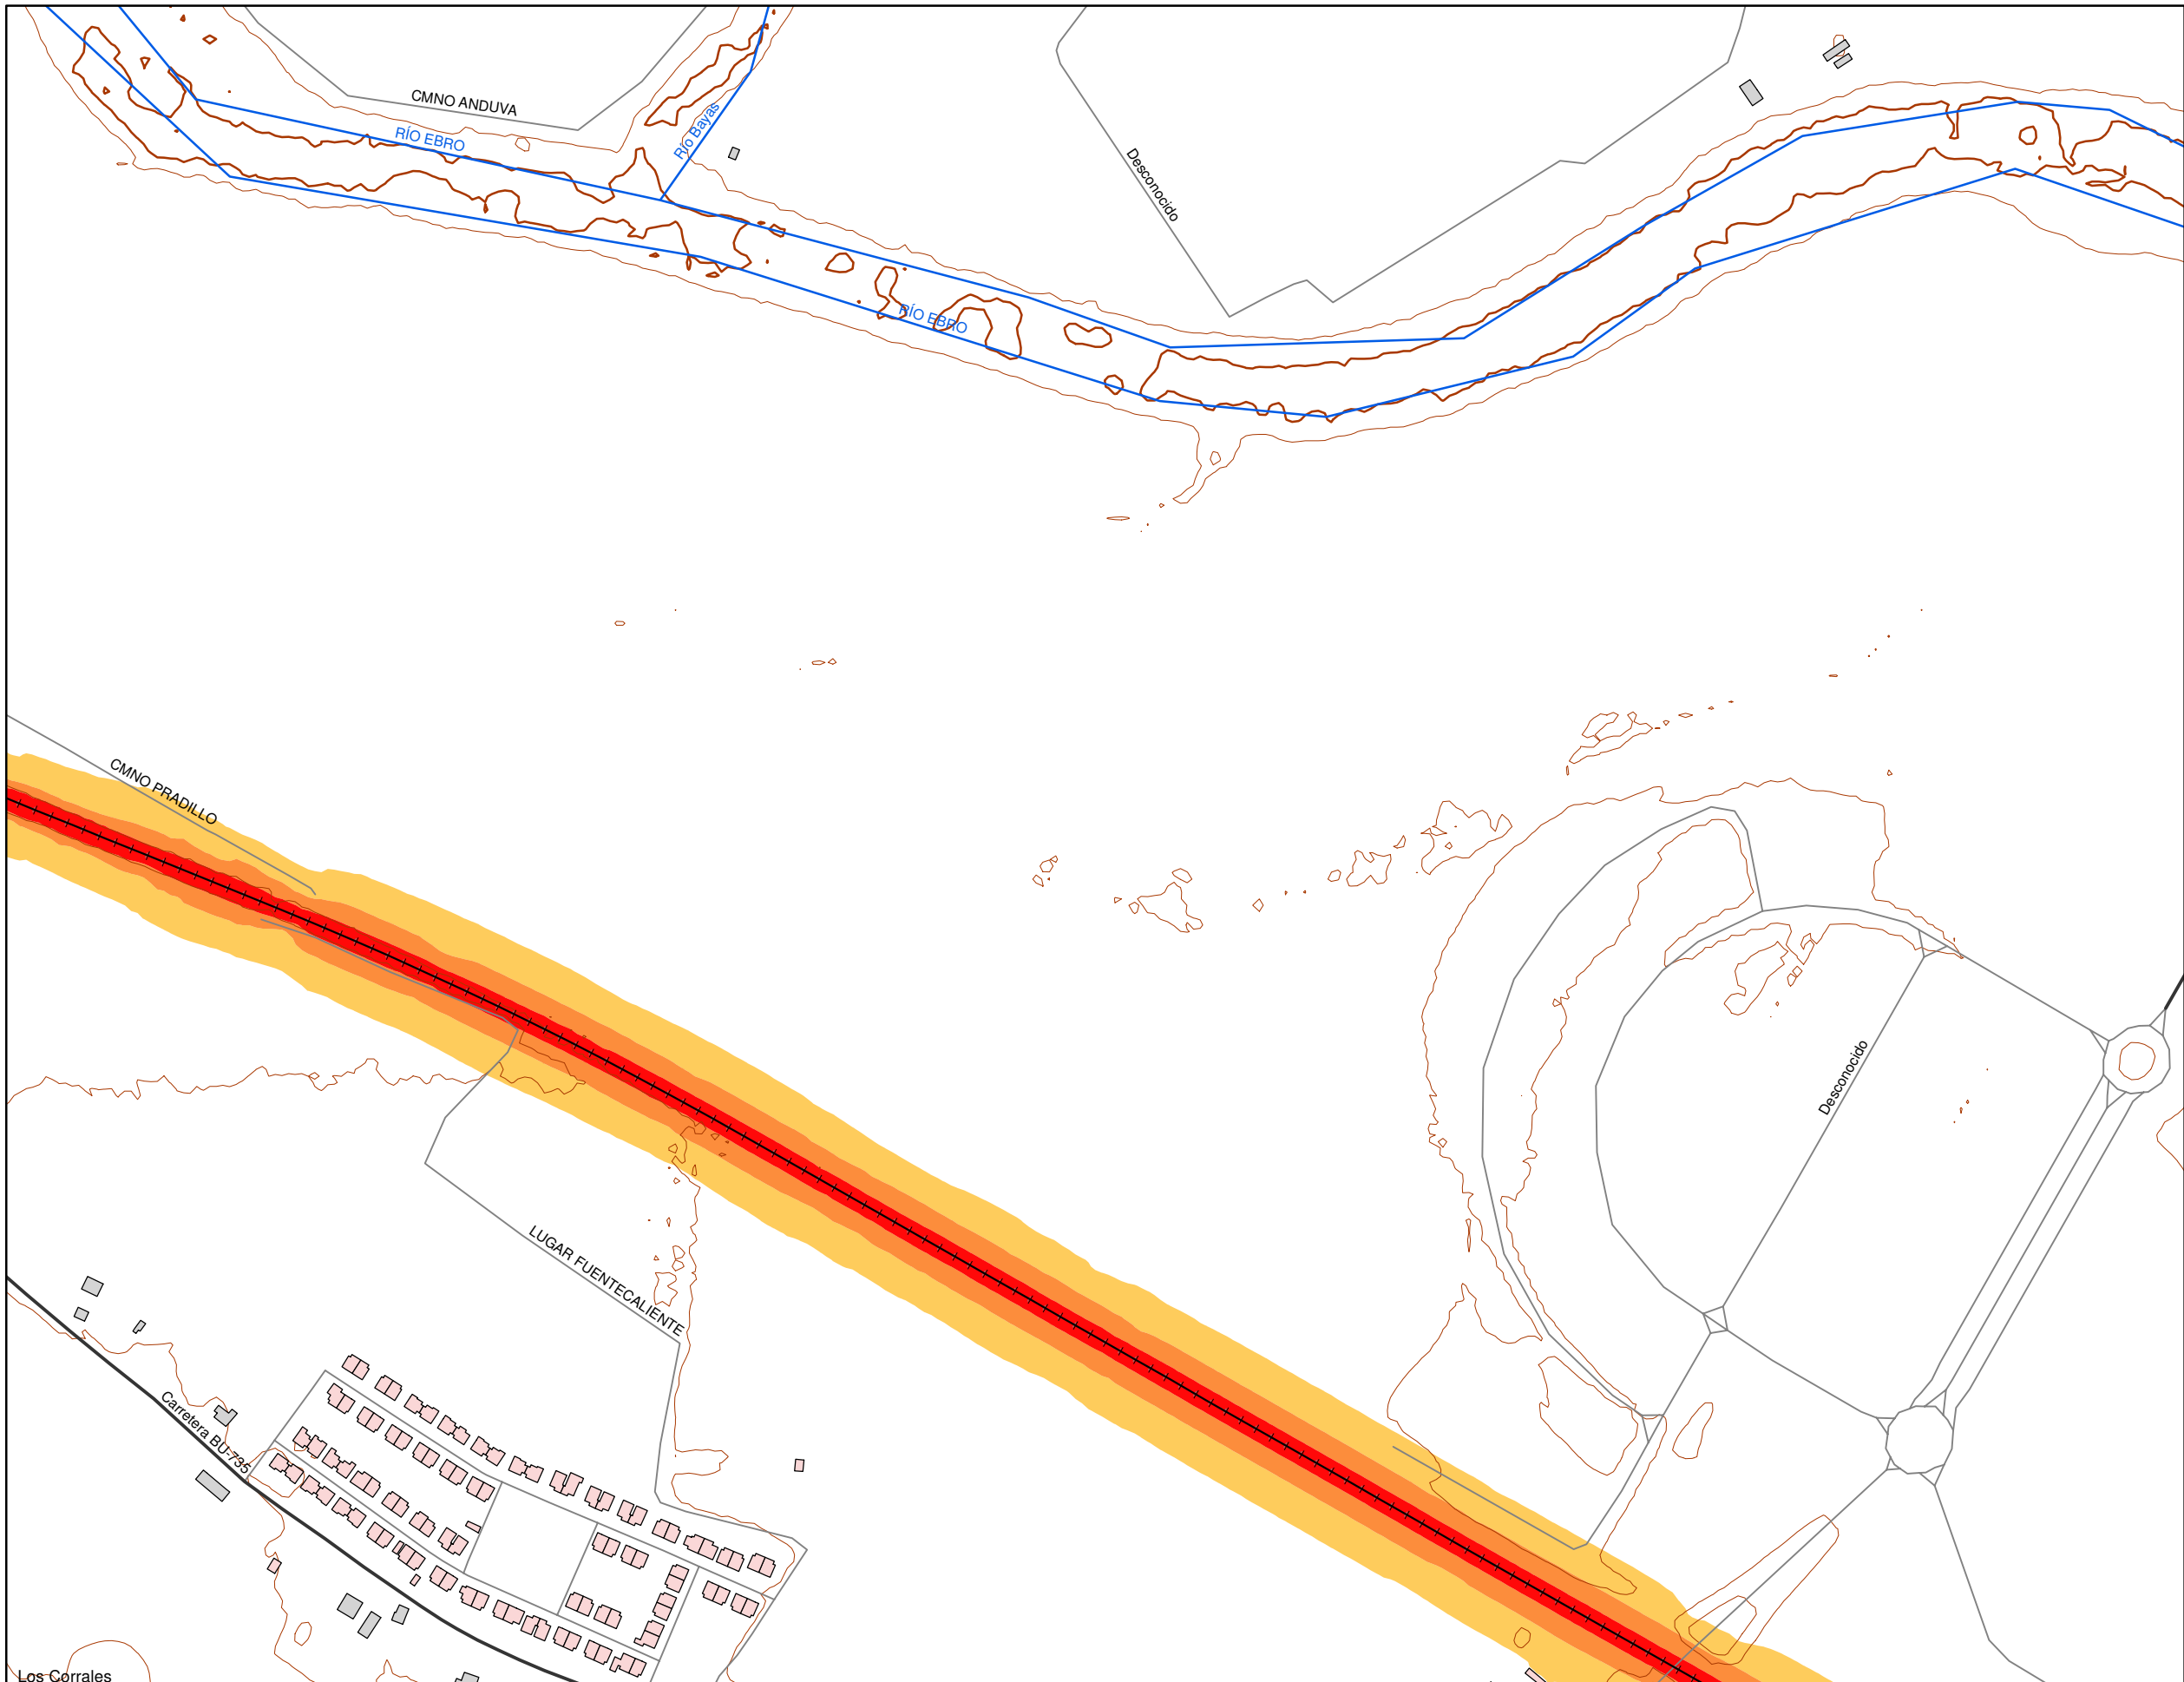 CMNO ANDUVA
RÍO EBRO
Río Bayas
Desconocido
RÍO EBRO
CMNO PRADILLO
Desconocido
LUGAR FUENTECALIENTE
Carretera BU-735
Los Corrales